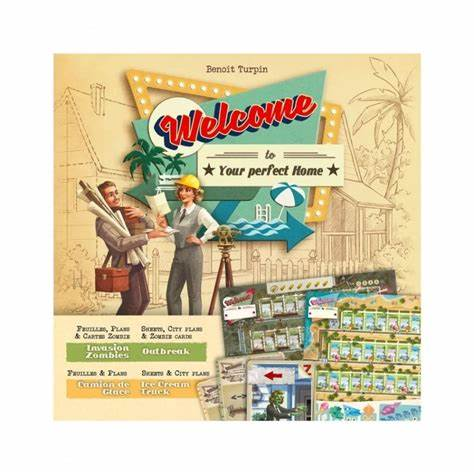 Benoit Turpin
Welcome
to
★ Your perfect Home ★
Feuilles, Plans
& Cartes Zombie
Sheets, City plans
& Zombie cards
Invasion
Zombies
Outbreak
Feuilles & Plans
Sheets & City plans
Camion de
Glace
Ice Cream
Truck
Welcome